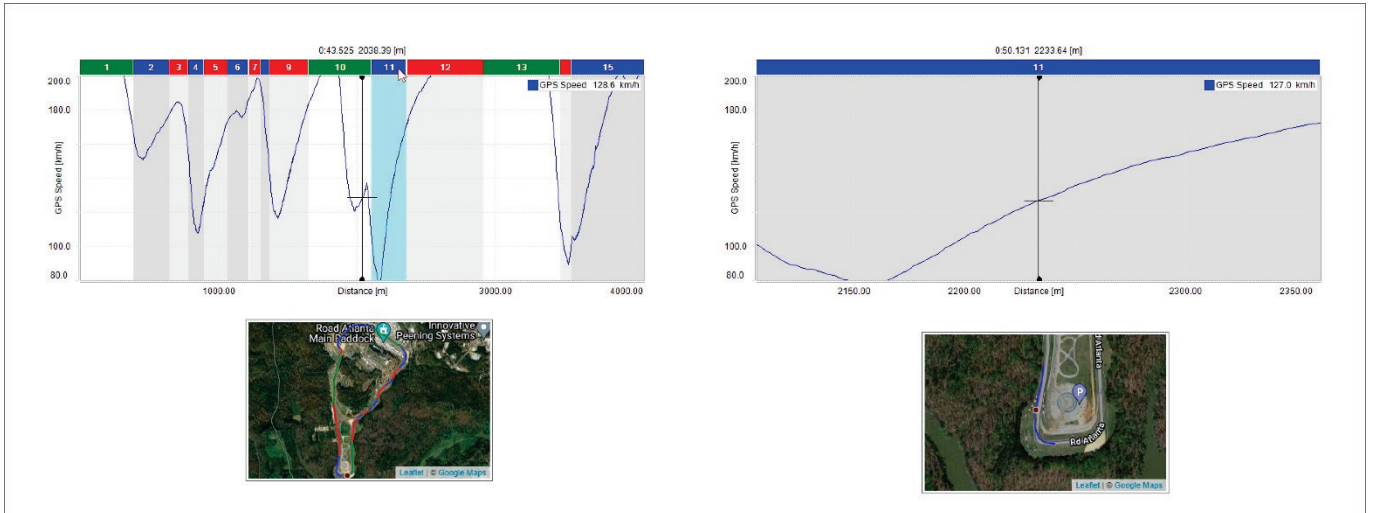 0:43.525 2038.39 [m]
1 2 3 4 5 6 7 9 10 11 12 13 15
200.0
GPS Speed 128.6 km/h
180.0
GPS Speed [km/h]
100.0
80.0
1000.00 Distance [m] 3000.00 4000.00
Road Atlanta
Main Paddock
Innovative
Peening Systems
Leaflet | © Google Maps
0:50.131 2233.64 [m]
11
200.0
GPS Speed 127.0 km/h
180.0
GPS Speed [km/h]
100.0
80.0
2150.00 2200.00 Distance [m] 2300.00 2350.00
Rd Atlanta
P
Rd Atlanta
Leaflet | © Google Maps